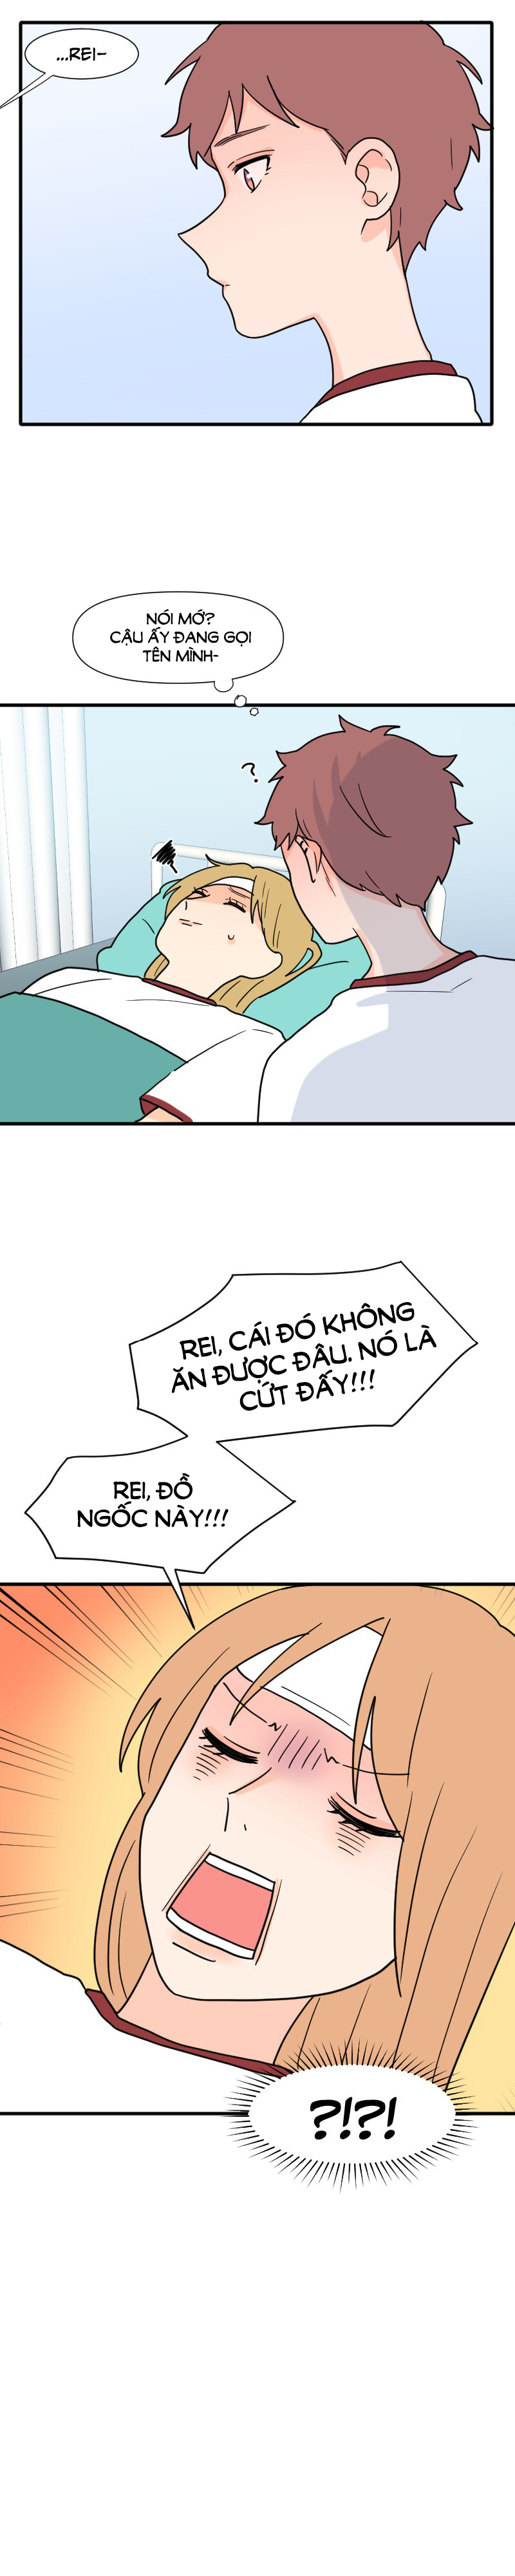 ...REI-
NÓI MỚ?
CẬU ẤY ĐANG GỌI
TÊN MÌNH-
?
REI, CÁI ĐÓ KHÔNG
ĂN ĐƯỢC ĐÂU. NÓ LÀ
CỨT ĐẤY!!!
REI, ĐỒ
NGỐC NÀY!!!
?!?!